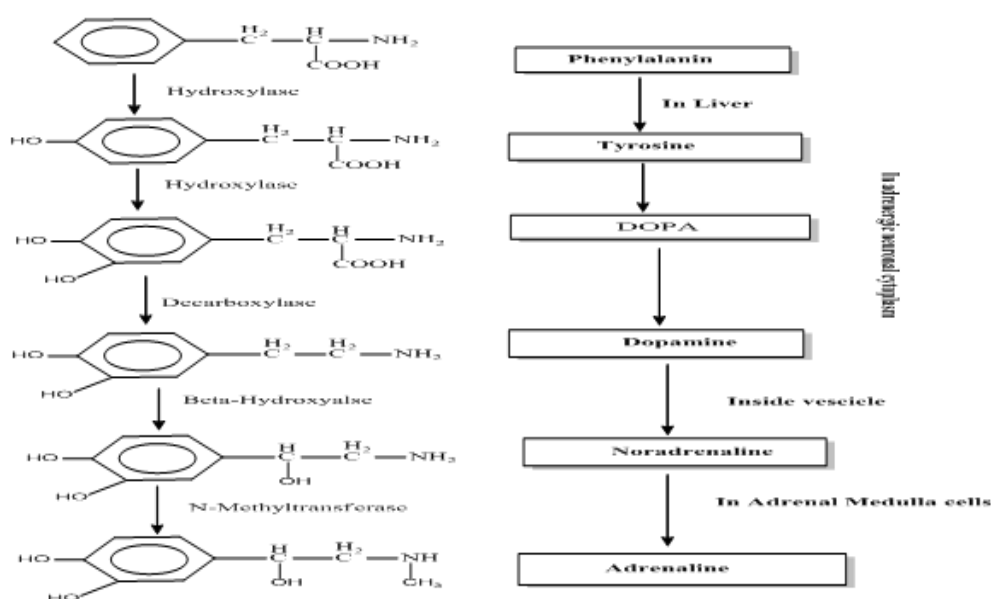 H₂ H
C C NH₂
COOH
Phenylalanin
Hydroxylase
In Liver
HO
H₂ H
C C NH₂
COOH
Tyrosine
Hydroxylase
HO
HO
H₂ H
C C NH₂
COOH
DOPA
In adrenergic neuronal cytoplasm
Decarboxylase
HO
HO
H₂ H₂
C C NH₂
Dopamine
Beta-Hydroxyalse
Inside vesciele
HO
HO
H H₂
C C NH₂
OH
Noradrenaline
N-Methyltransferase
In Adrenal Medulla cells
HO
HO
H H₂
C C NH
OH CH₃
Adrenaline